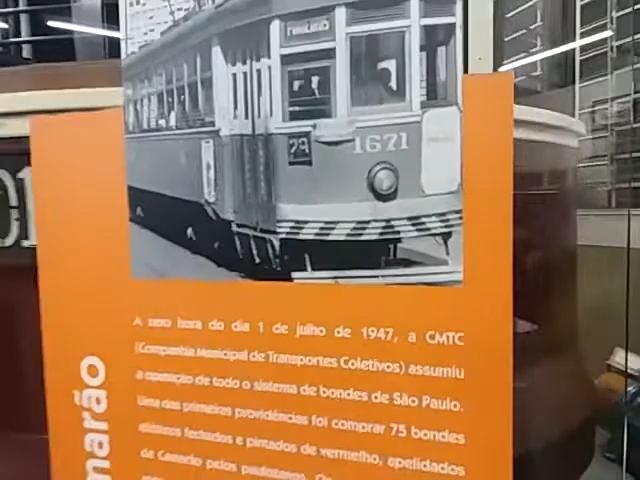 29
1671
01
A zero hora do dia 1 de julho de 1947, a CMTC
(Companhia Municipal de Transportes Coletivos) assumiu
a operação de todo o sistema de bondes de São Paulo.
Uma das primeiras providências foi comprar 75 bondes
elétricos fechados e pintados de vermelho, apelidados
de Camarão pelos paulistanos. Os
marão